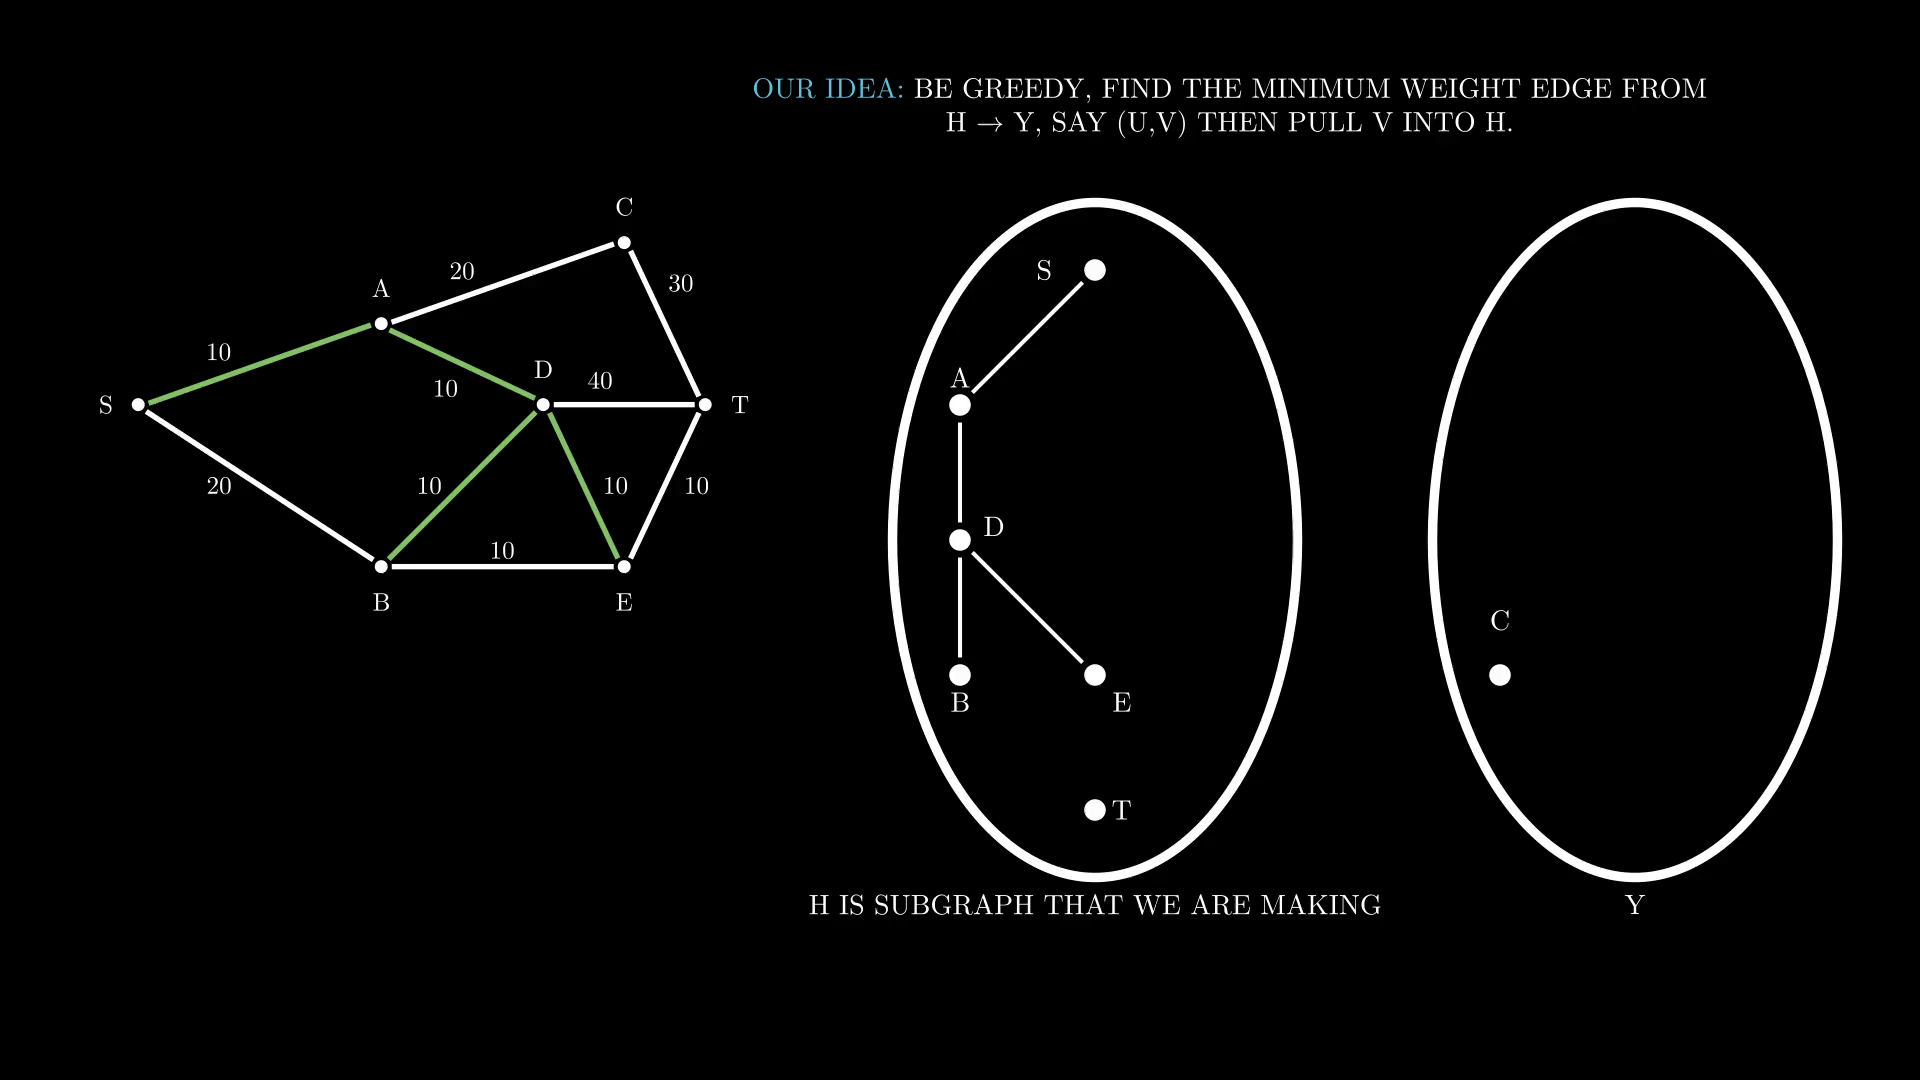 OUR IDEA: BE GREEDY, FIND THE MINIMUM WEIGHT EDGE FROM
H → Y, SAY (U,V) THEN PULL V INTO H.
C
20
30
A
10
D
40
10
S
T
20
10
10
10
10
B
E
S
A
D
B
E
T
C
H IS SUBGRAPH THAT WE ARE MAKING
Y